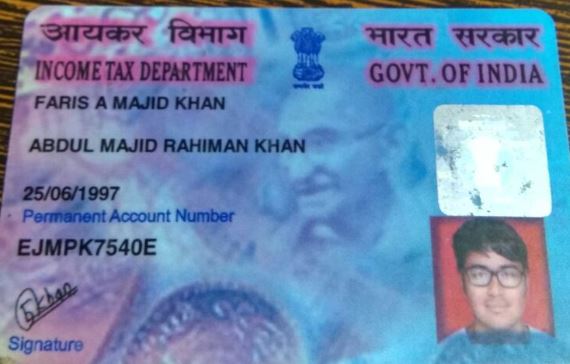 आयकर विभाग
भारत सरकार
INCOME TAX DEPARTMENT
GOVT. OF INDIA
FARIS A MAJID KHAN
ABDUL MAJID RAHIMAN KHAN
25/06/1997
Permanent Account Number
EJMPK7540E
Signature